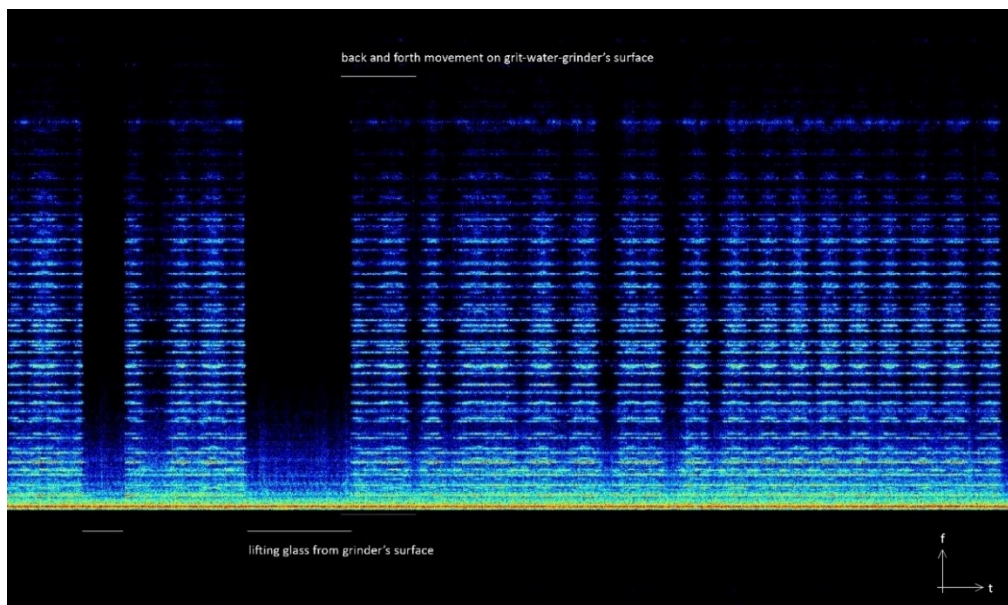 back and forth movement on grit-water-grinder's surface
lifting glass from grinder's surface
f
t